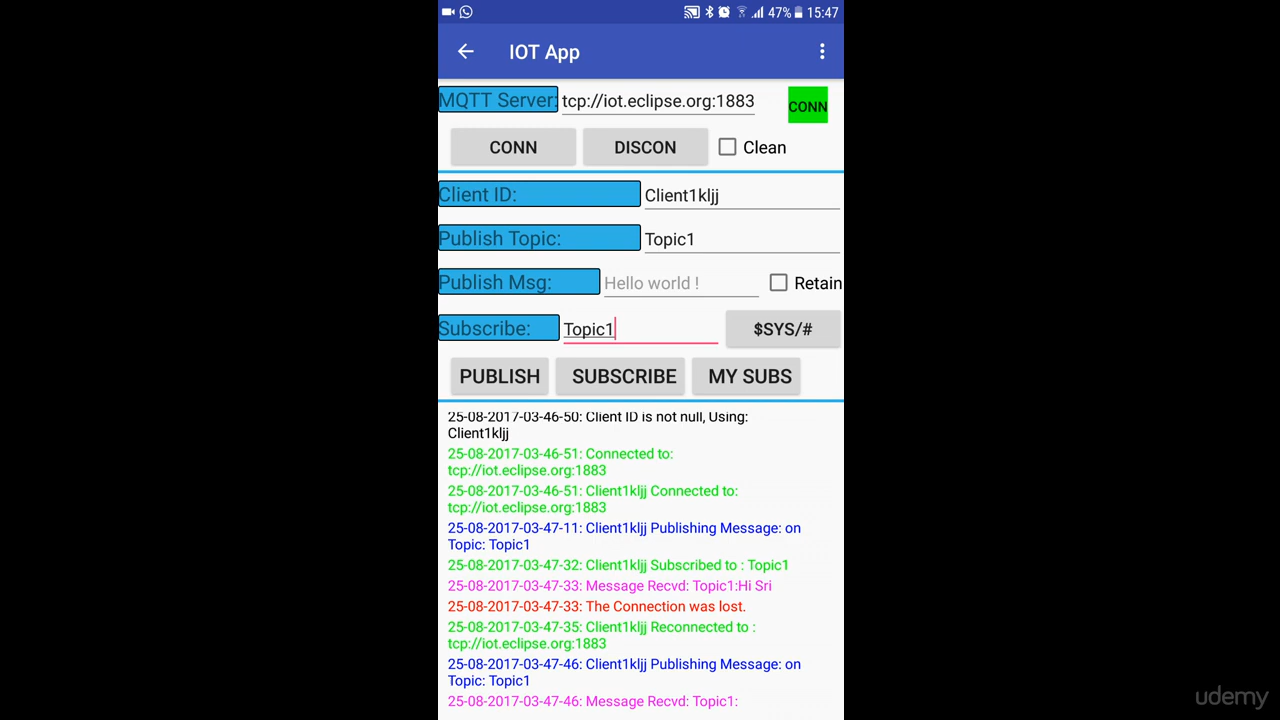 47% 15:47
IOT App
MQTT Server: tcp://iot.eclipse.org:1883 CONN
CONN DISCON Clean
Client ID: Client1kljj
Publish Topic: Topic1
Publish Msg: Hello world ! Retain
Subscribe: Topic1 $SYS/#
PUBLISH SUBSCRIBE MY SUBS
25-08-2017-03-46-50: Client ID is not null, Using:
Client1kljj
25-08-2017-03-46-51: Connected to:
tcp://iot.eclipse.org:1883
25-08-2017-03-46-51: Client1kljj Connected to:
tcp://iot.eclipse.org:1883
25-08-2017-03-47-11: Client1kljj Publishing Message: on
Topic: Topic1
25-08-2017-03-47-32: Client1kljj Subscribed to : Topic1
25-08-2017-03-47-33: Message Recvd: Topic1:Hi Sri
25-08-2017-03-47-33: The Connection was lost.
25-08-2017-03-47-35: Client1kljj Reconnected to :
tcp://iot.eclipse.org:1883
25-08-2017-03-47-46: Client1kljj Publishing Message: on
Topic: Topic1
25-08-2017-03-47-46: Message Recvd: Topic1:
udemy